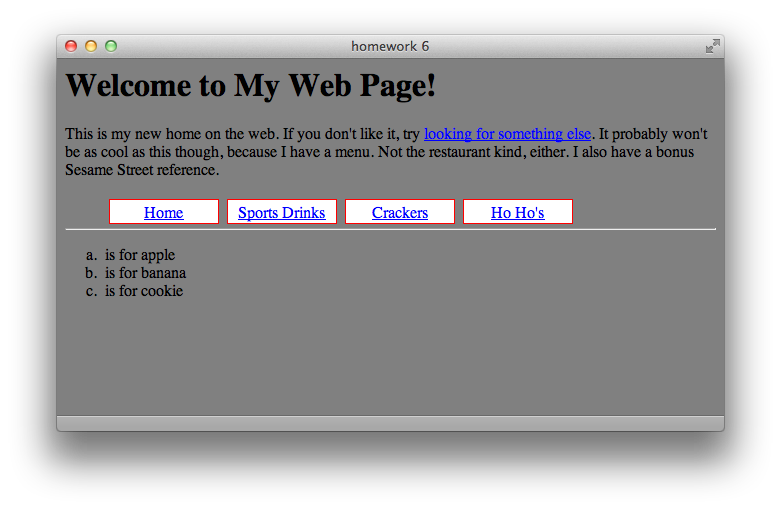 homework 6
Welcome to My Web Page!
This is my new home on the web. If you don't like it, try looking for something else. It probably won't
be as cool as this though, because I have a menu. Not the restaurant kind, either. I also have a bonus
Sesame Street reference.
Home Sports Drinks Crackers Ho Ho's
a. is for apple
b. is for banana
c. is for cookie